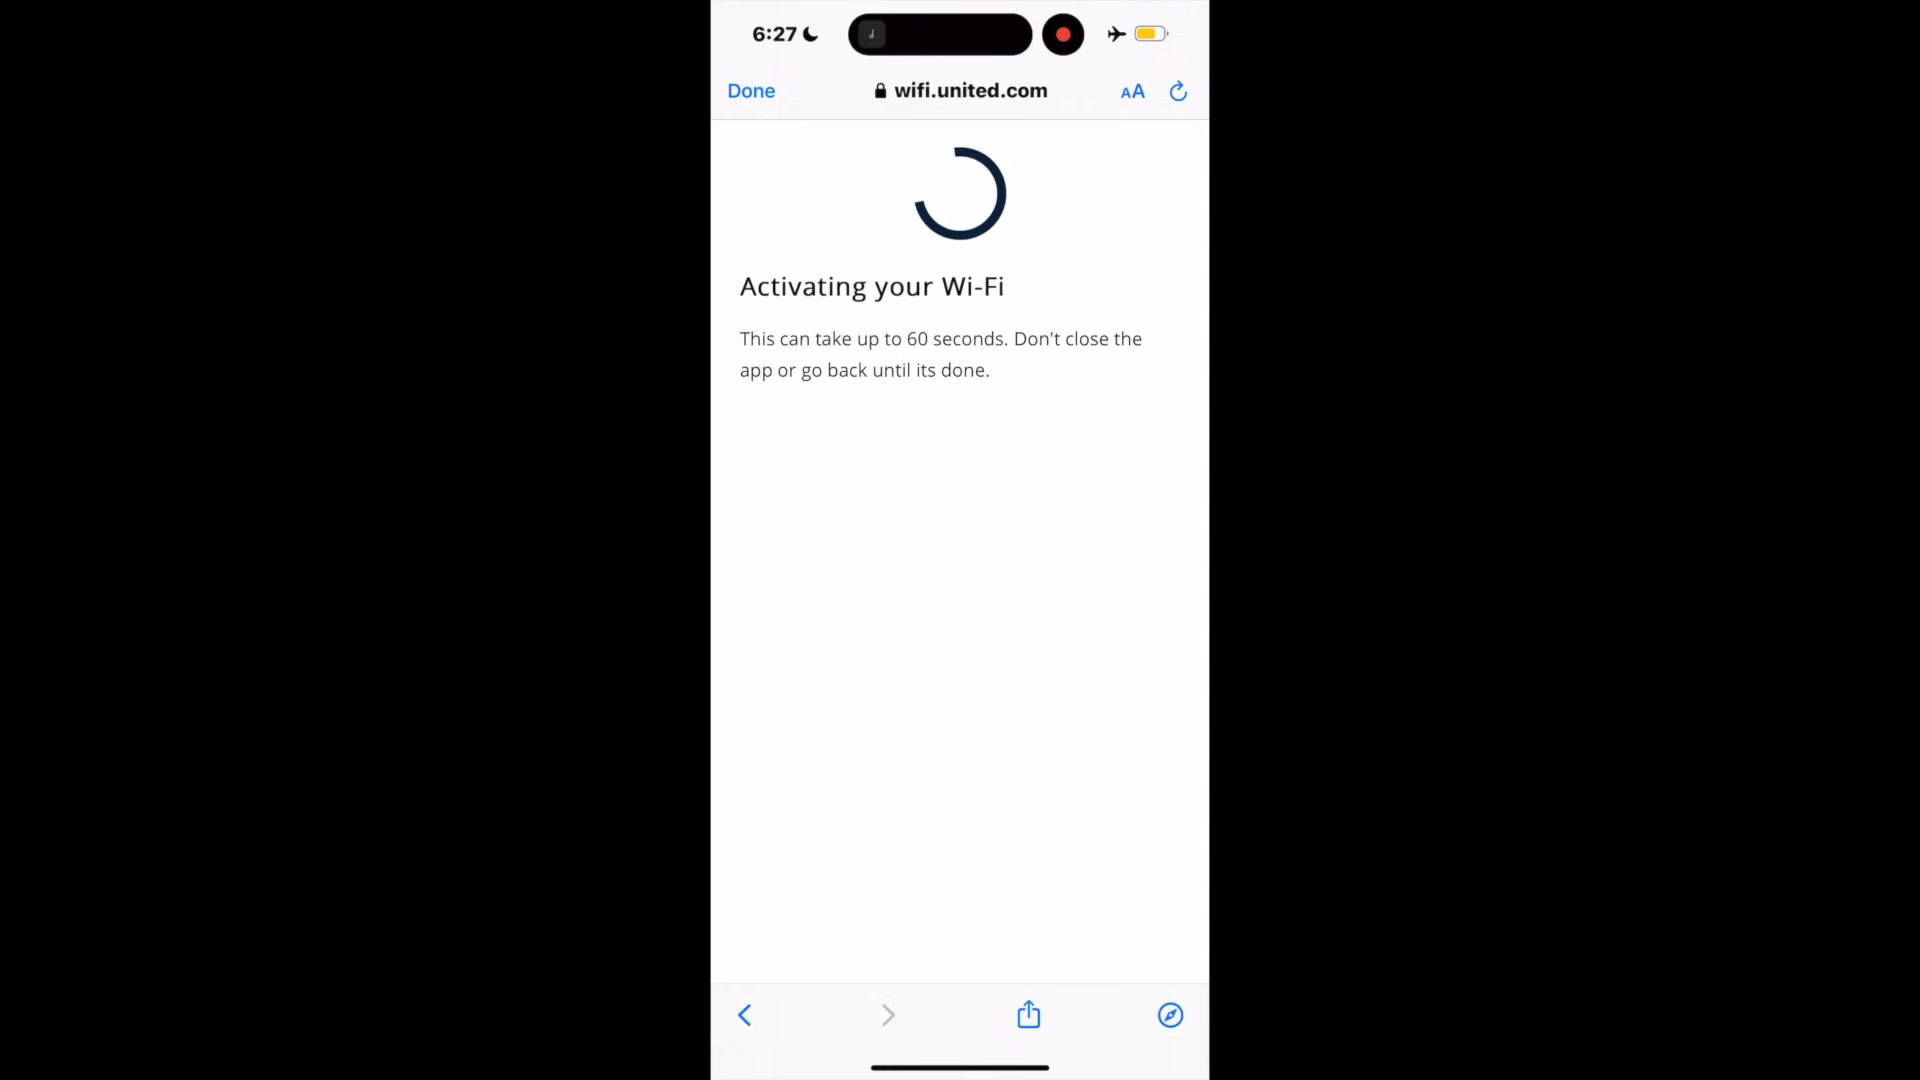 6:27
Done
wifi.united.com
AA
Activating your Wi-Fi
This can take up to 60 seconds. Don't close the
app or go back until its done.